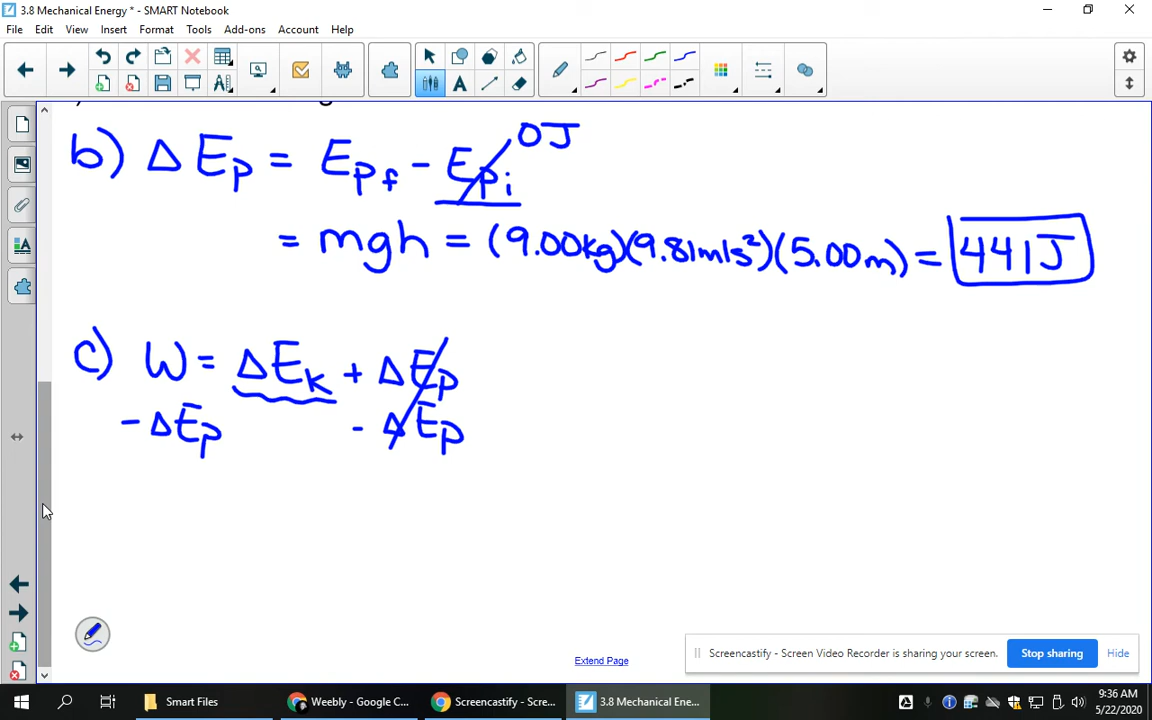 3.8 Mechanical Energy * - SMART Notebook
File Edit View Insert Format Tools Add-ons Account Help
b) ΔEp = Epf - Epi 0J
= mgh = (9.00kg)(9.81m/s²)(5.00m) = 441J
c) W = ΔEk + ΔEp
- ΔEp - ΔEp
Extend Page
Screencastify - Screen Video Recorder is sharing your screen. Stop sharing Hide
Smart Files Weebly - Google C... Screencastify - Scre... 3.8 Mechanical Ene...
9:36 AM
5/22/2020